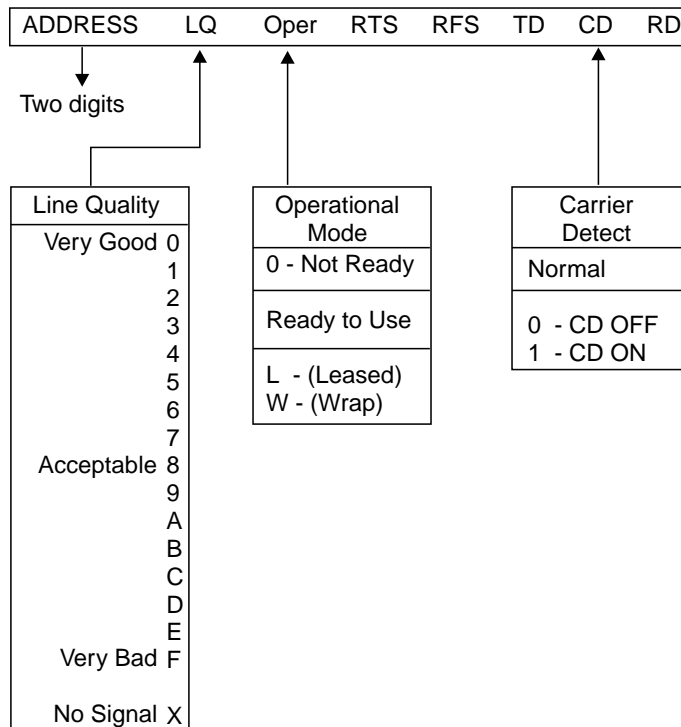 ADDRESS LQ Oper RTS RFS TD CD RD
Two digits
Line Quality
Very Good 0
1
2
3
4
5
6
7
Acceptable 8
9
A
B
C
D
E
Very Bad F
No Signal X
Operational
Mode
0 - Not Ready
Ready to Use
L - (Leased)
W - (Wrap)
Carrier
Detect
Normal
0 - CD OFF
1 - CD ON